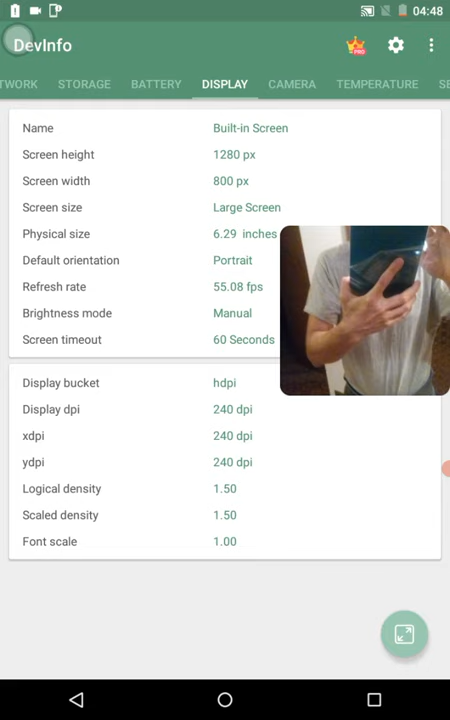 04:48
DevInfo
PRO
TWORK STORAGE BATTERY DISPLAY CAMERA TEMPERATURE SE
Name Built-in Screen
Screen height 1280 px
Screen width 800 px
Screen size Large Screen
Physical size 6.29 inches
Default orientation Portrait
Refresh rate 55.08 fps
Brightness mode Manual
Screen timeout 60 Seconds
Display bucket hdpi
Display dpi 240 dpi
xdpi 240 dpi
ydpi 240 dpi
Logical density 1.50
Scaled density 1.50
Font scale 1.00